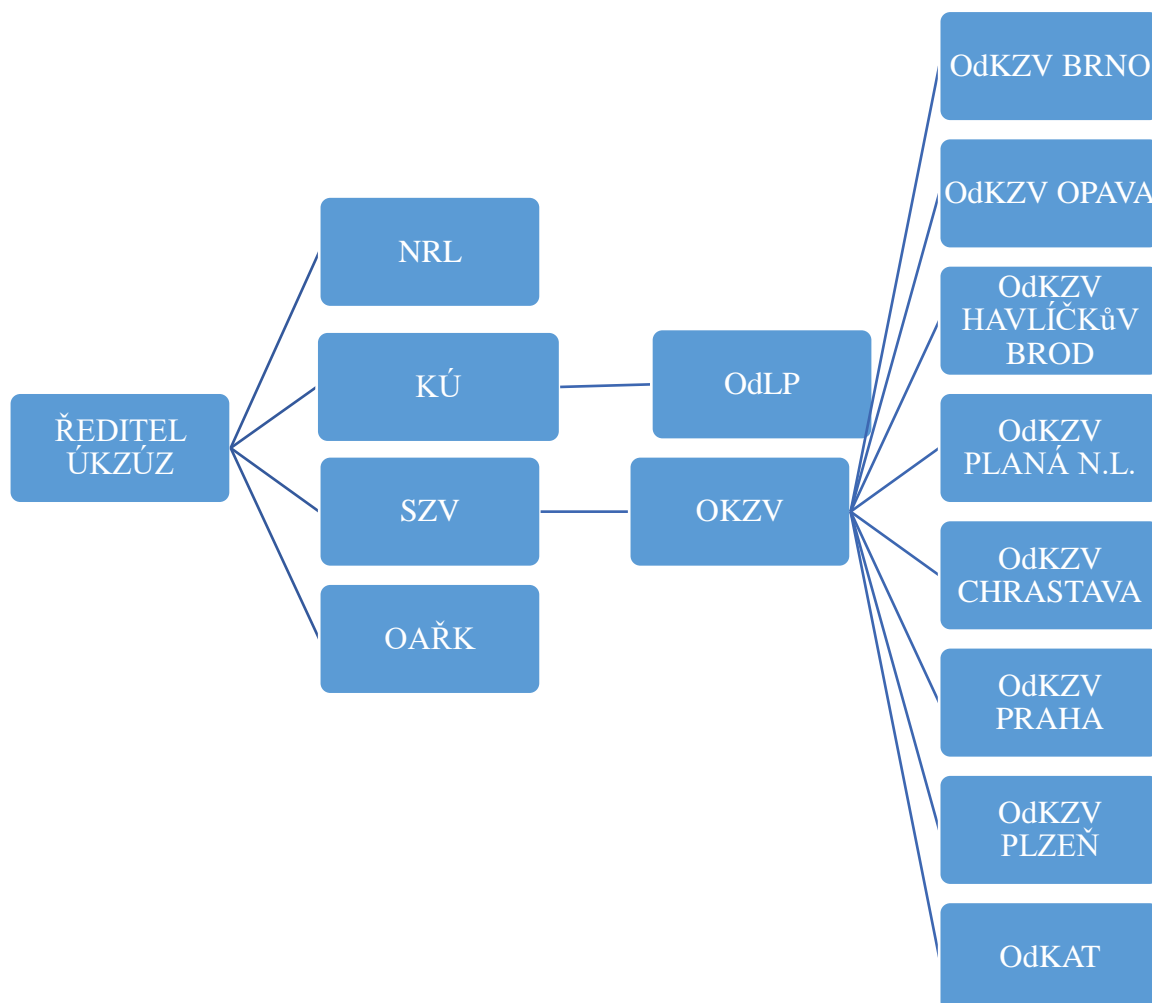 ŘEDITEL
ÚKZÚZ
NRL
KÚ
SZV
OAŘK
OdLP
OKZV
OdKZV BRNO
OdKZV OPAVA
OdKZV
HAVLÍČKůV
BROD
OdKZV
PLANÁ N.L.
OdKZV
CHRASTAVA
OdKZV
PRAHA
OdKZV
PLZEŇ
OdKAT